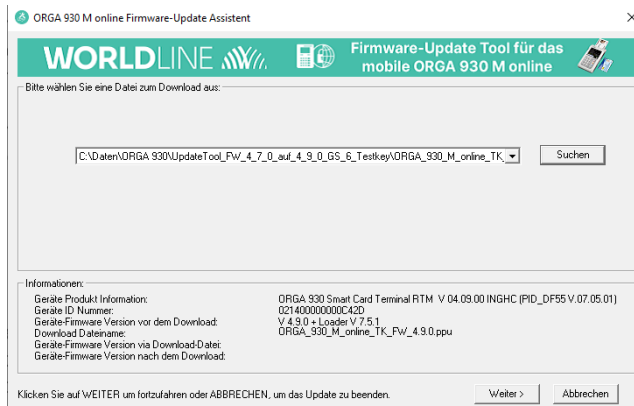 ORGA 930 M online Firmware-Update Assistent
WORLDLINE
Firmware-Update Tool für das
mobile ORGA 930 M online
Bitte wählen Sie eine Datei zum Download aus:
C:\Daten\ORGA 930\UpdateTool_FW_4_7_0_auf_4_9_0_GS_6_Testkey\ORGA_930_M_online_TK_
Suchen
Informationen:
Geräte Produkt Information: ORGA 930 Smart Card Terminal RTM V 04.09.00 INGHC (PID_DF55 V.07.05.01)
Geräte ID Nummer: 021400000000C42D
Geräte-Firmware Version vor dem Download: V 4.9.0 + Loader V 7.5.1
Download Dateiname: ORGA_930_M_online_TK_FW_4.9.0.ppu
Geräte-Firmware Version via Download-Datei:
Geräte-Firmware Version nach dem Download:
Klicken Sie auf WEITER um fortzufahren oder ABBRECHEN, um das Update zu beenden.
Weiter >
Abbrechen